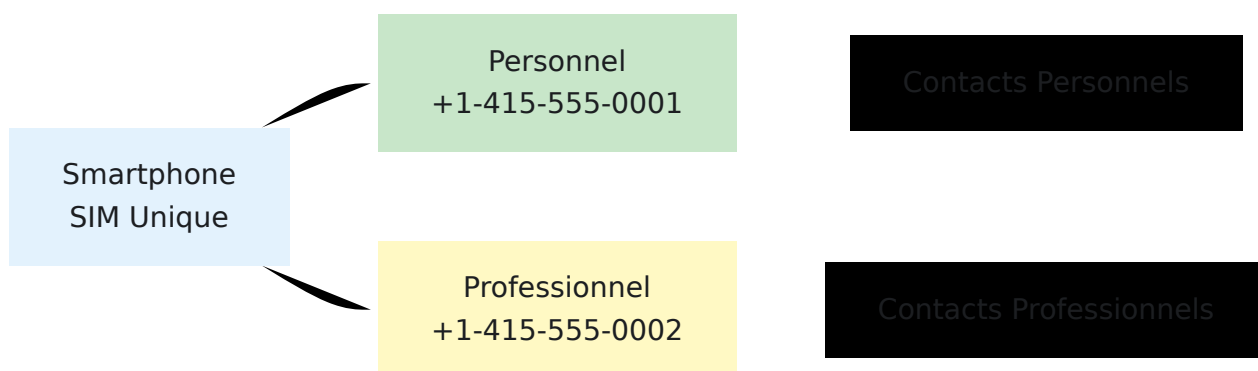 Smartphone
SIM Unique
Personnel
+1-415-555-0001
Contacts Personnels
Professionnel
+1-415-555-0002
Contacts Professionnels